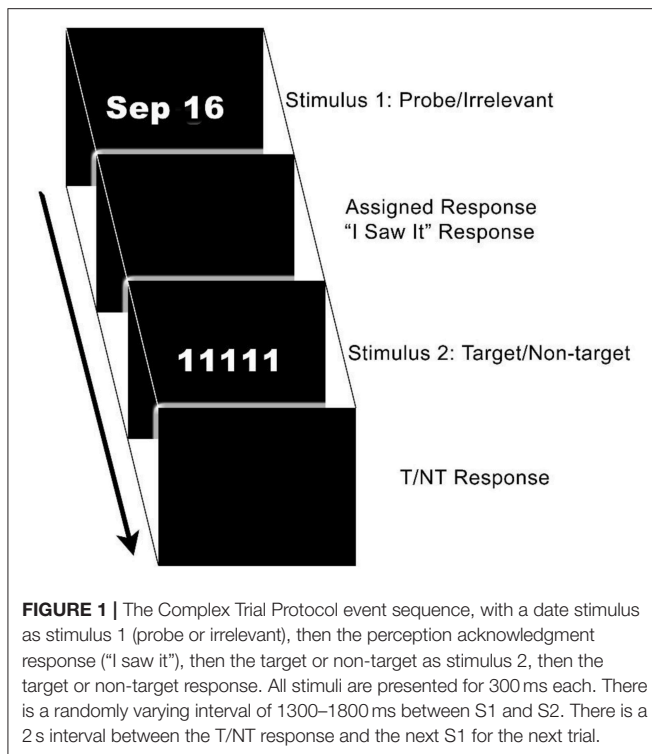 Sep 16
Stimulus 1: Probe/Irrelevant
Assigned Response
“I Saw It” Response
11111
Stimulus 2: Target/Non-target
T/NT Response
FIGURE 1 | The Complex Trial Protocol event sequence, with a date stimulus
as stimulus 1 (probe or irrelevant), then the perception acknowledgment
response (“I saw it”), then the target or non-target as stimulus 2, then the
target or non-target response. All stimuli are presented for 300 ms each. There
is a randomly varying interval of 1300–1800 ms between S1 and S2. There is a
2 s interval between the T/NT response and the next S1 for the next trial.